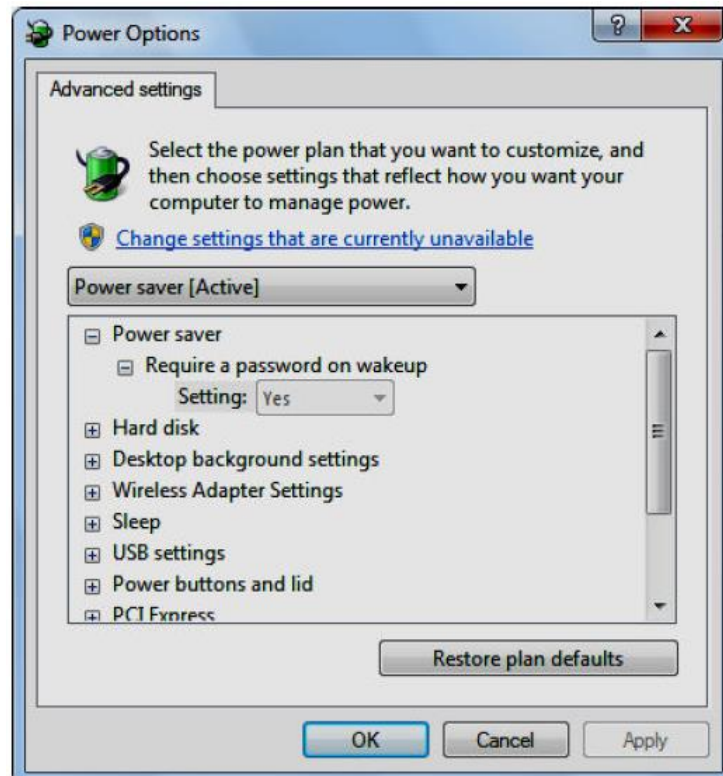 Power Options
Advanced settings
Select the power plan that you want to customize, and
then choose settings that reflect how you want your
computer to manage power.
Change settings that are currently unavailable
Power saver [Active]
Power saver
Require a password on wakeup
Setting: Yes
Hard disk
Desktop background settings
Wireless Adapter Settings
Sleep
USB settings
Power buttons and lid
PCI Express
Restore plan defaults
OK Cancel Apply